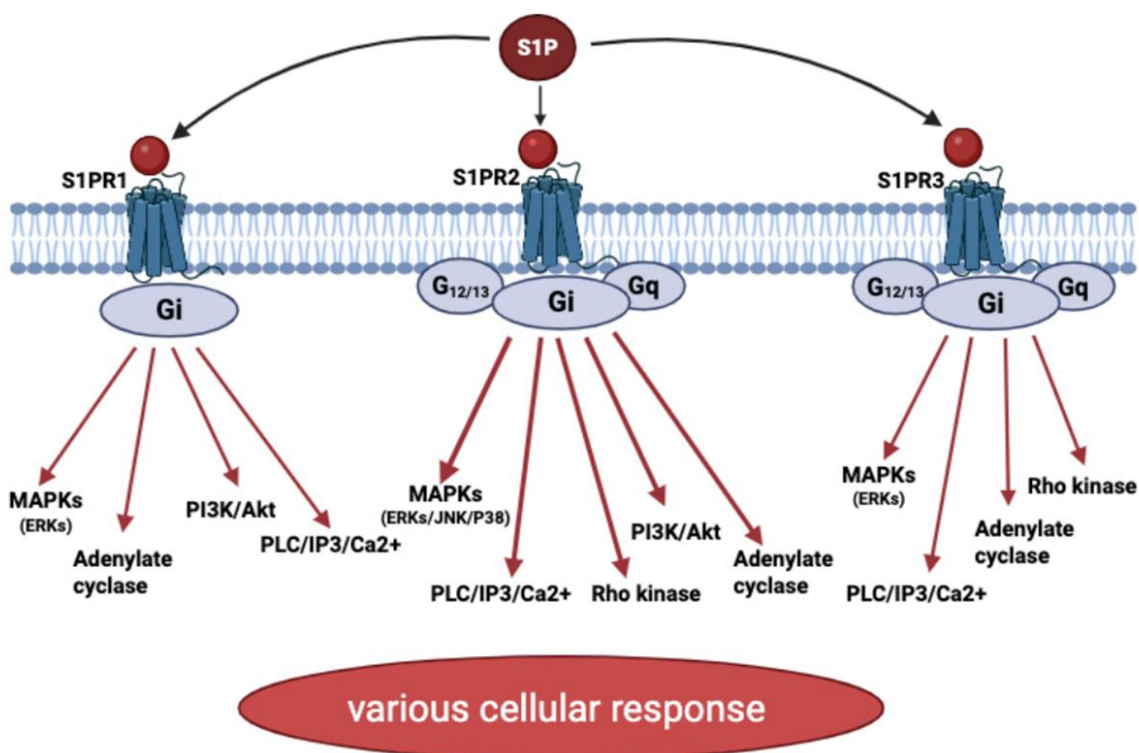 S1P
S1PR1
S1PR2
S1PR3
Gi
G12/13
Gi
Gq
G12/13
Gi
Gq
MAPKs
(ERKs)
Adenylate
cyclase
PI3K/Akt
PLC/IP3/Ca2+
MAPKs
(ERKs/JNK/P38)
PLC/IP3/Ca2+
Rho kinase
PI3K/Akt
Adenylate
cyclase
MAPKs
(ERKs)
PLC/IP3/Ca2+
Adenylate
cyclase
Rho kinase
various cellular response